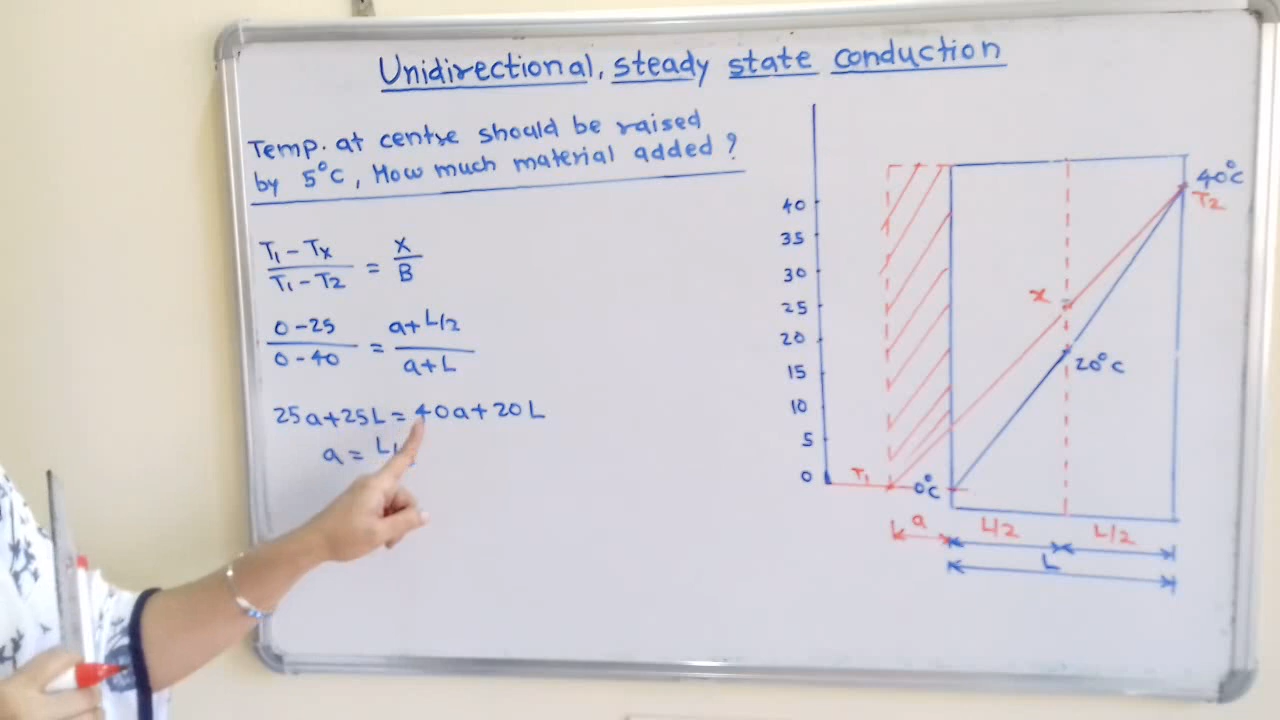 Unidirectional, steady state conduction
Temp. at centre should be raised
by 5°C, How much material added?
T1 - Tx / T1 - T2 = x / B
0 - 25 / 0 - 40 = a + L/2 / a + L
25a + 25L = 40a + 20L
a = L/
40
35
30
25
20
15
10
5
0
40°C
T2
x
20°C
T1
0°C
a
L/2
L/2
L